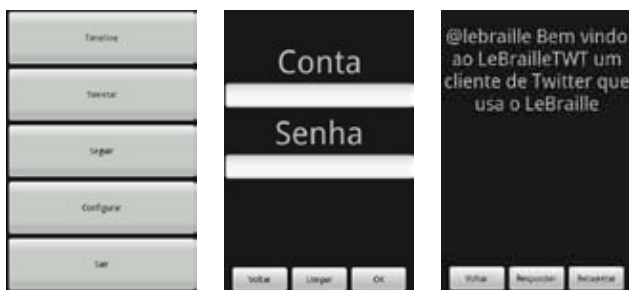 Timeline
Tweetar
Seguir
Configurar
Sair
Conta
Senha
Voltar
Limpar
OK
@lebraille Bem vindo
ao LeBrailleTWT um
cliente de Twitter que
usa o LeBraille
Voltar
Responder
Retweetar